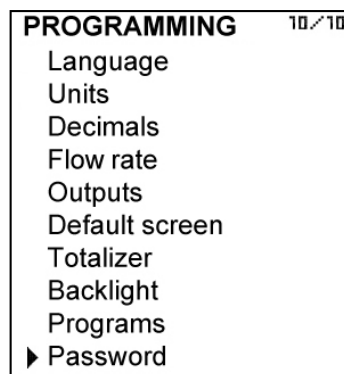 PROGRAMMING 10/10
Language
Units
Decimals
Flow rate
Outputs
Default screen
Totalizer
Backlight
Programs
Password